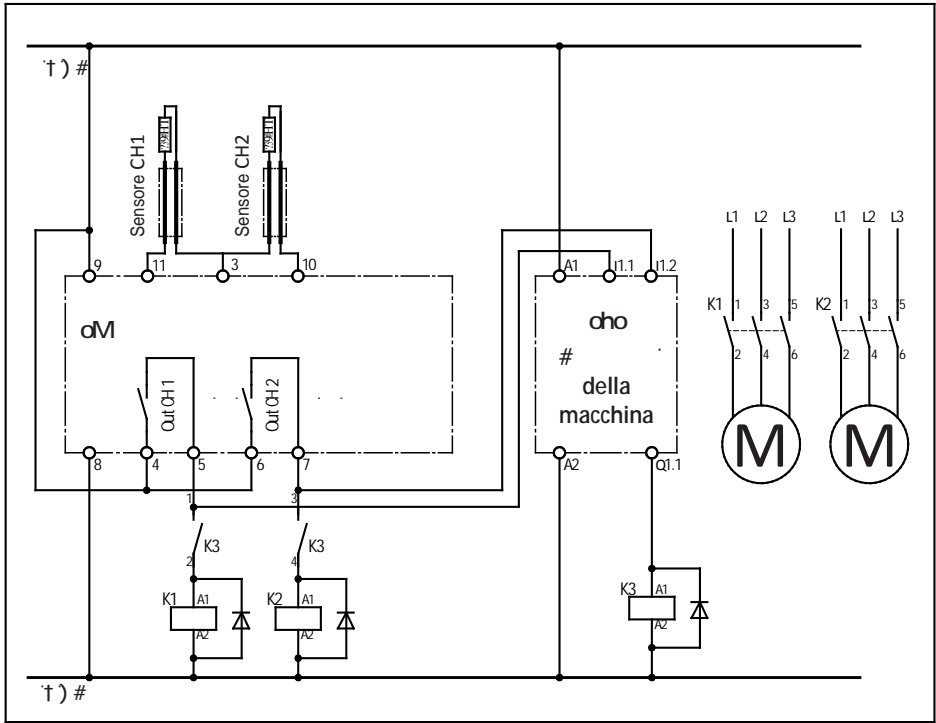 Sensore CH1
Sensore CH2
L1 L2 L3
L1 L2 L3
9 11 3 10
A1 I1.1 I1.2
K1 1 3 5
K2 1 3 5
2 4 6
2 4 6
Out CH1
Out CH2
della
macchina
M M
8 4 5 6 7
A2 Q1.1
1 3
2 K3
4 K3
K1 A1
A2
K2 A1
A2
K3 A1
A2